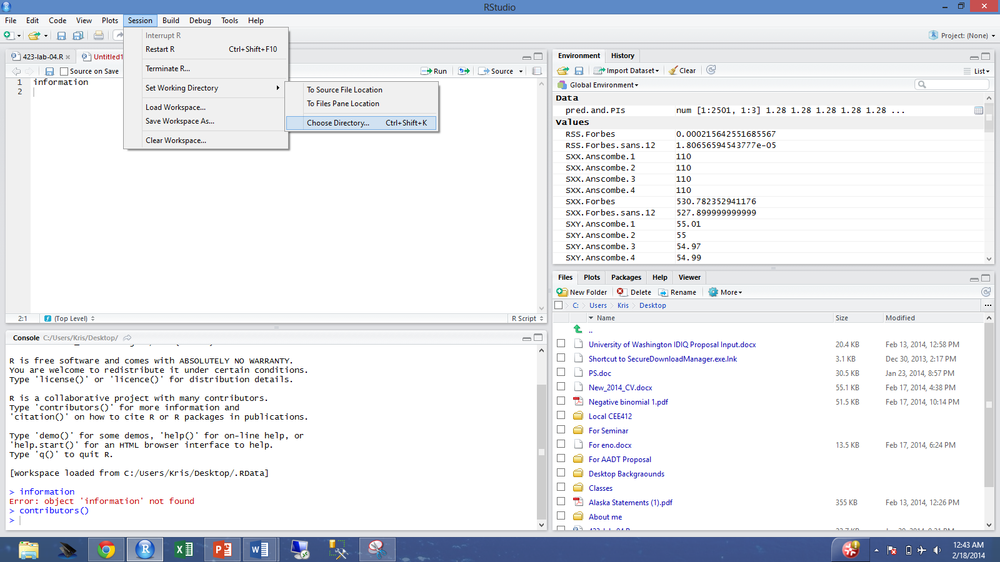 RStudio
File Edit Code View Plots Session Build Debug Tools Help
Project: (None)
Interrupt R
Restart R Ctrl+Shift+F10
Terminate R...
Set Working Directory
Load Workspace...
Save Workspace As...
Clear Workspace...
To Source File Location
To Files Pane Location
Choose Directory... Ctrl+Shift+K
423-lab-04.R Untitled1
Source on Save Run Source
1 information
2
2:1 (Top Level) R Script
Console C:/Users/Kris/Desktop/
R is free software and comes with ABSOLUTELY NO WARRANTY.
You are welcome to redistribute it under certain conditions.
Type 'license()' or 'licence()' for distribution details.
R is a collaborative project with many contributors.
Type 'contributors()' for more information and
'citation()' on how to cite R or R packages in publications.
Type 'demo()' for some demos, 'help()' for on-line help, or
'help.start()' for an HTML browser interface to help.
Type 'q()' to quit R.
[Workspace loaded from C:/Users/Kris/Desktop/.RData]
> information
Error: object 'information' not found
> contributors()
>
Environment History
Import Dataset Clear List
Global Environment
Data
pred.and.PIs num [1:2501, 1:3] 1.28 1.28 1.28 1.28 1.28 ...
Values
RSS.Forbes 0.000215642551685567
RSS.Forbes.sans.12 1.80656594543777e-05
SXX.Anscombe.1 110
SXX.Anscombe.2 110
SXX.Anscombe.3 110
SXX.Anscombe.4 110
SXX.Forbes 530.782352941176
SXX.Forbes.sans.12 527.899999999999
SXY.Anscombe.1 55.01
SXY.Anscombe.2 55
SXY.Anscombe.3 54.97
SXY.Anscombe.4 54.99
Files Plots Packages Help Viewer
New Folder Delete Rename More
C: Users Kris Desktop ...
Name Size Modified
..
University of Washington IDIQ Proposal Input.docx 20.4 KB Feb 13, 2014, 12:58 PM
Shortcut to SecureDownloadManager.exe.lnk 3.1 KB Dec 30, 2013, 2:17 PM
PS.doc 30.5 KB Jan 23, 2014, 8:57 PM
New_2014_CV.docx 55.1 KB Feb 17, 2014, 4:38 PM
Negative binomial 1.pdf 51.5 KB Feb 17, 2014, 10:14 PM
Local CEE412
For Seminar
For eno.docx 13.5 KB Feb 17, 2014, 6:24 PM
For AADT Proposal
Desktop Backgraounds
Classes
Alaska Statements (1).pdf 355 KB Feb 13, 2014, 12:26 PM
About me
12:43 AM
2/18/2014